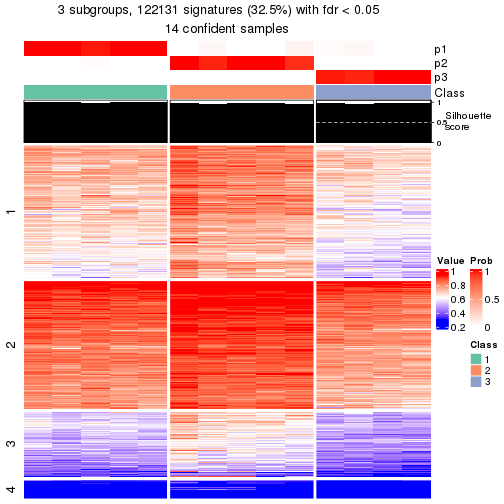 3 subgroups, 122131 signatures (32.5%) with fdr < 0.05
14 confident samples
p1
p2
p3
Class
1
0.5
0
Silhouette
score
1
2
3
4
Value
1
0.8
0.6
0.4
0.2
Prob
1
0.5
0
Class
1
2
3